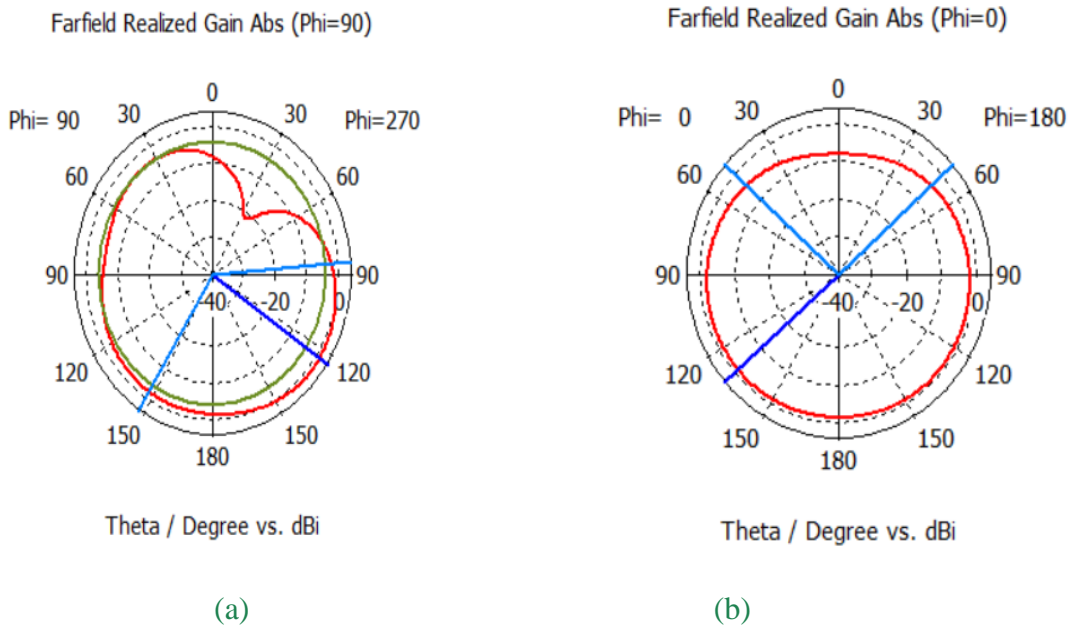 Farfield Realized Gain Abs (Phi=90)
0
30 30
Phi= 90 Phi=270
60 60
90 90
-40 -20 0
120 120
150 150
180
Theta / Degree vs. dBi
(a)
Farfield Realized Gain Abs (Phi=0)
0
30 30
Phi= 0 Phi=180
60 60
90 90
-40 -20 0
120 120
150 150
180
Theta / Degree vs. dBi
(b)